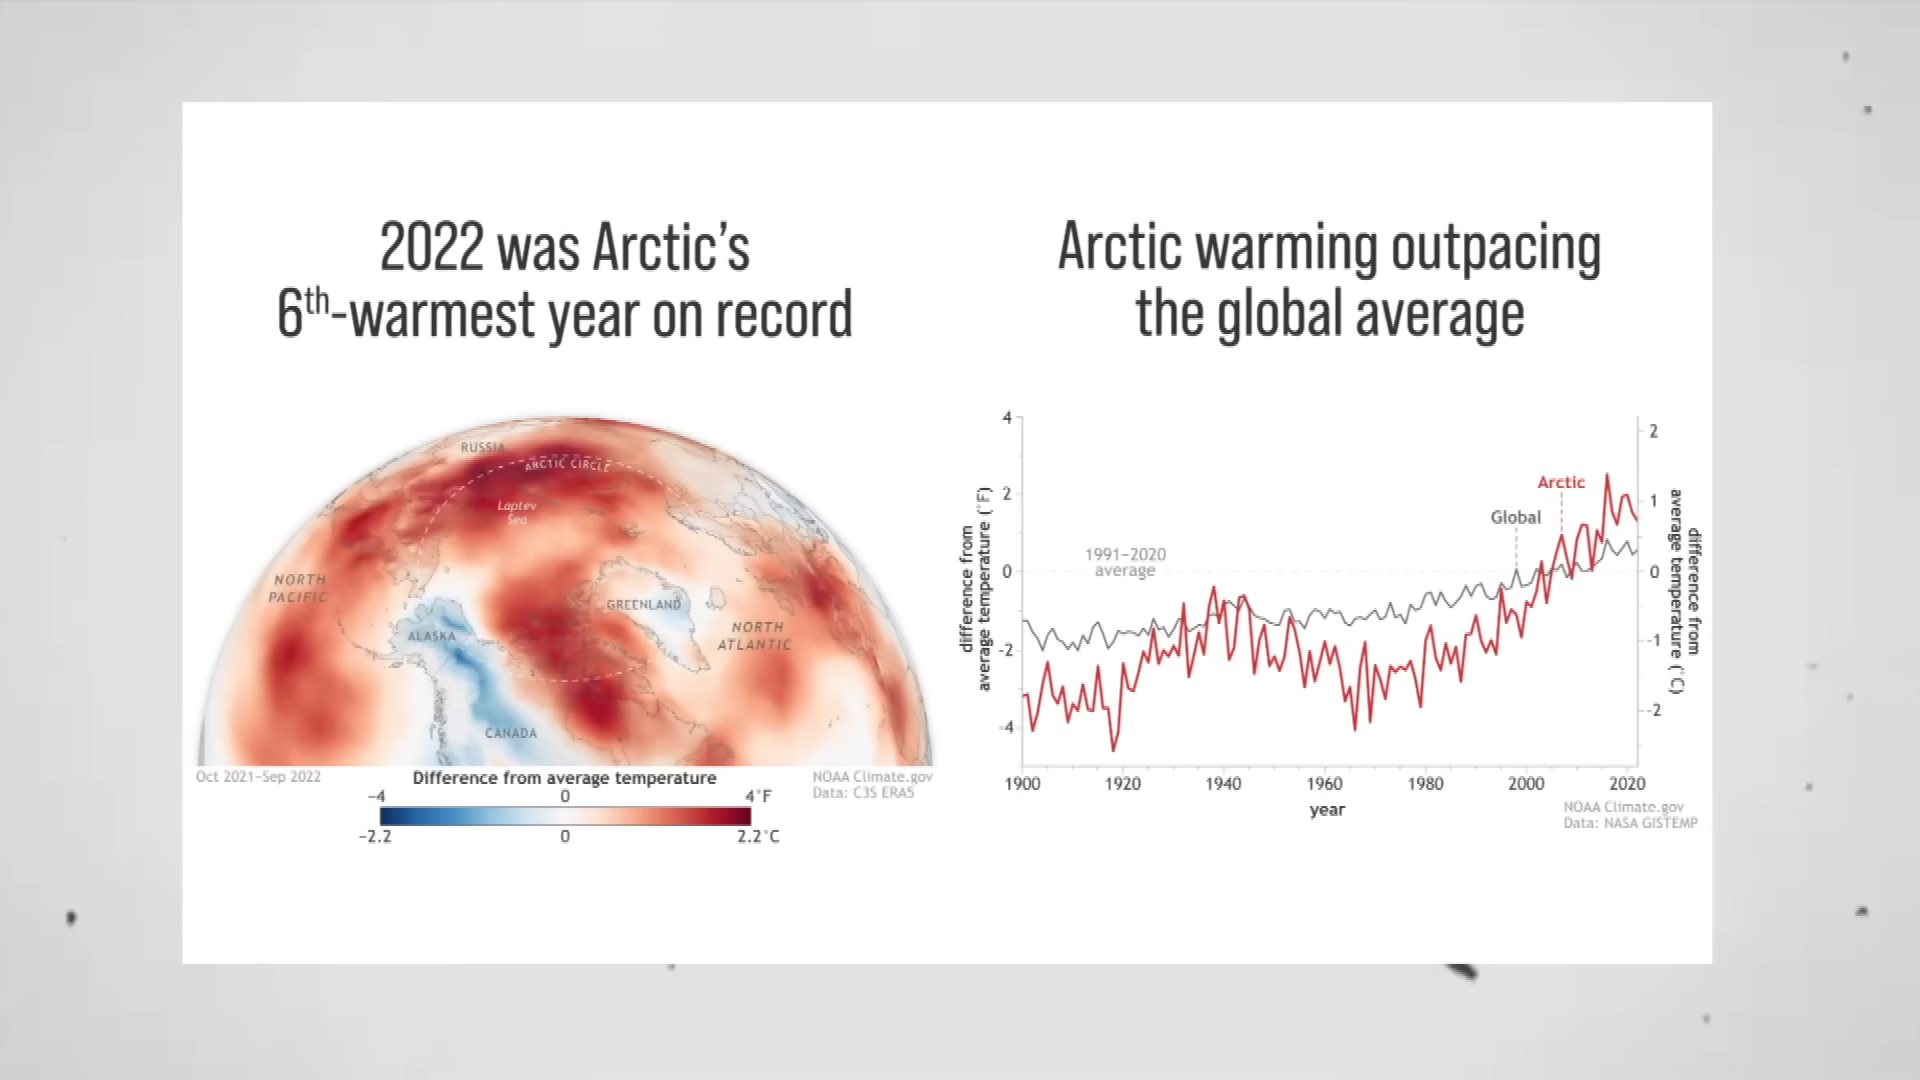 2022 was Arctic's
6th-warmest year on record
RUSSIA
ARCTIC CIRCLE
Laptev
Sea
NORTH
PACIFIC
GREENLAND
ALASKA
NORTH
ATLANTIC
CANADA
Oct 2021–Sep 2022
Difference from average temperature
NOAA Climate.gov
Data: C3S ERA5
–4
0
4°F
–2.2
0
2.2°C
Arctic warming outpacing
the global average
4
2
0
-2
-4
difference from
average temperature (°F)
1991–2020
average
Global
Arctic
2
1
0
-1
-2
difference from
average temperature (°C)
1900
1920
1940
1960
1980
2000
2020
year
NOAA Climate.gov
Data: NASA GISTEMP